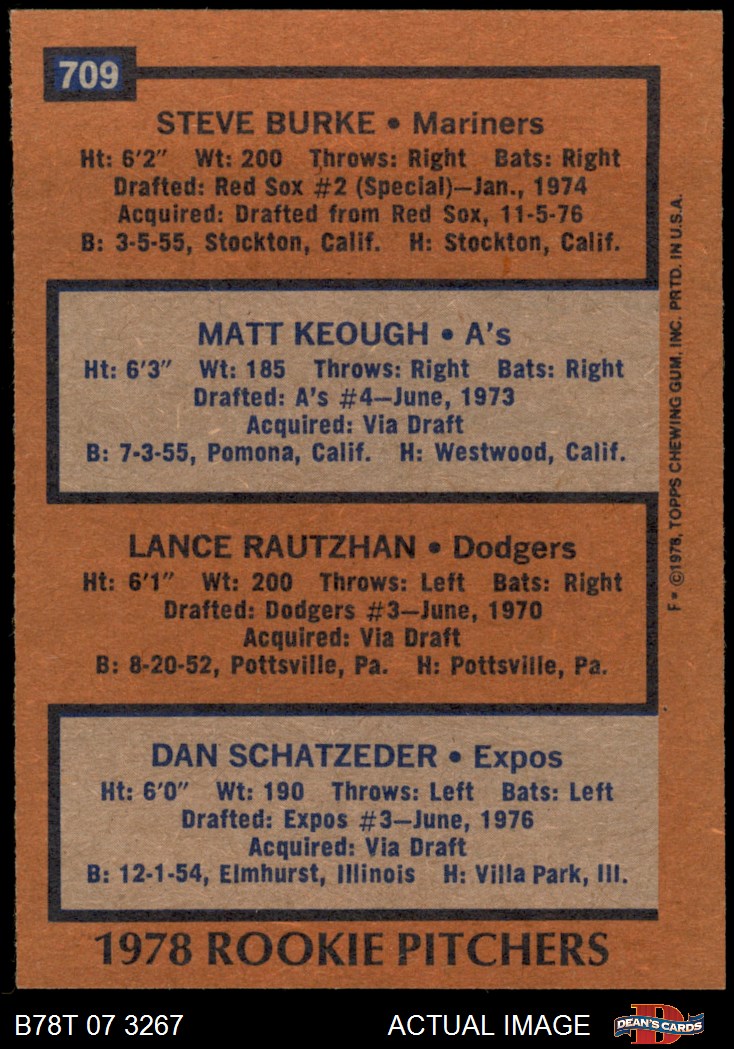 709
STEVE BURKE • Mariners
Ht: 6'2" Wt: 200 Throws: Right Bats: Right
Drafted: Red Sox #2 (Special)—Jan., 1974
Acquired: Drafted from Red Sox, 11-5-76
B: 3-5-55, Stockton, Calif. H: Stockton, Calif.
MATT KEOUGH • A's
Ht: 6'3" Wt: 185 Throws: Right Bats: Right
Drafted: A's #4—June, 1973
Acquired: Via Draft
B: 7-3-55, Pomona, Calif. H: Westwood, Calif.
LANCE RAUTZHAN • Dodgers
Ht: 6'1" Wt: 200 Throws: Left Bats: Right
Drafted: Dodgers #3—June, 1970
Acquired: Via Draft
B: 8-20-52, Pottsville, Pa. H: Pottsville, Pa.
DAN SCHATZEDER • Expos
Ht: 6'0" Wt: 190 Throws: Left Bats: Left
Drafted: Expos #3—June, 1976
Acquired: Via Draft
B: 12-1-54, Elmhurst, Illinois H: Villa Park, Ill.
1978 ROOKIE PITCHERS
F* ©1978, TOPPS CHEWING GUM, INC. PRTD. IN U.S.A.
B78T 07 3267 ACTUAL IMAGE
D
DEAN'S CARDS